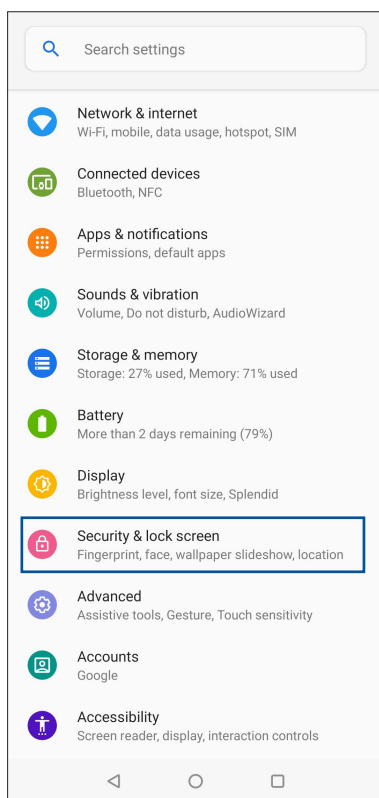 Search settings
Network & internet
Wi-Fi, mobile, data usage, hotspot, SIM
Connected devices
Bluetooth, NFC
Apps & notifications
Permissions, default apps
Sounds & vibration
Volume, Do not disturb, AudioWizard
Storage & memory
Storage: 27% used, Memory: 71% used
Battery
More than 2 days remaining (79%)
Display
Brightness level, font size, Splendid
Security & lock screen
Fingerprint, face, wallpaper slideshow, location
Advanced
Assistive tools, Gesture, Touch sensitivity
Accounts
Google
Accessibility
Screen reader, display, interaction controls